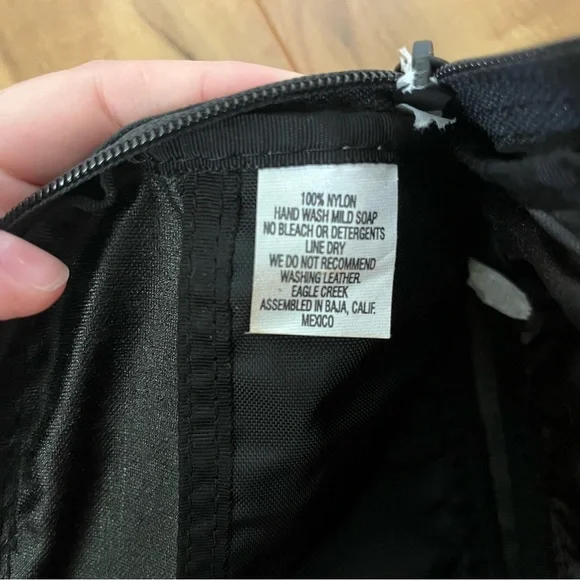 100% NYLON
HAND WASH MILD SOAP
NO BLEACH OR DETERGENTS
LINE DRY
WE DO NOT RECOMMEND
WASHING LEATHER.
EAGLE CREEK
ASSEMBLED IN BAJA, CALIF.
MEXICO